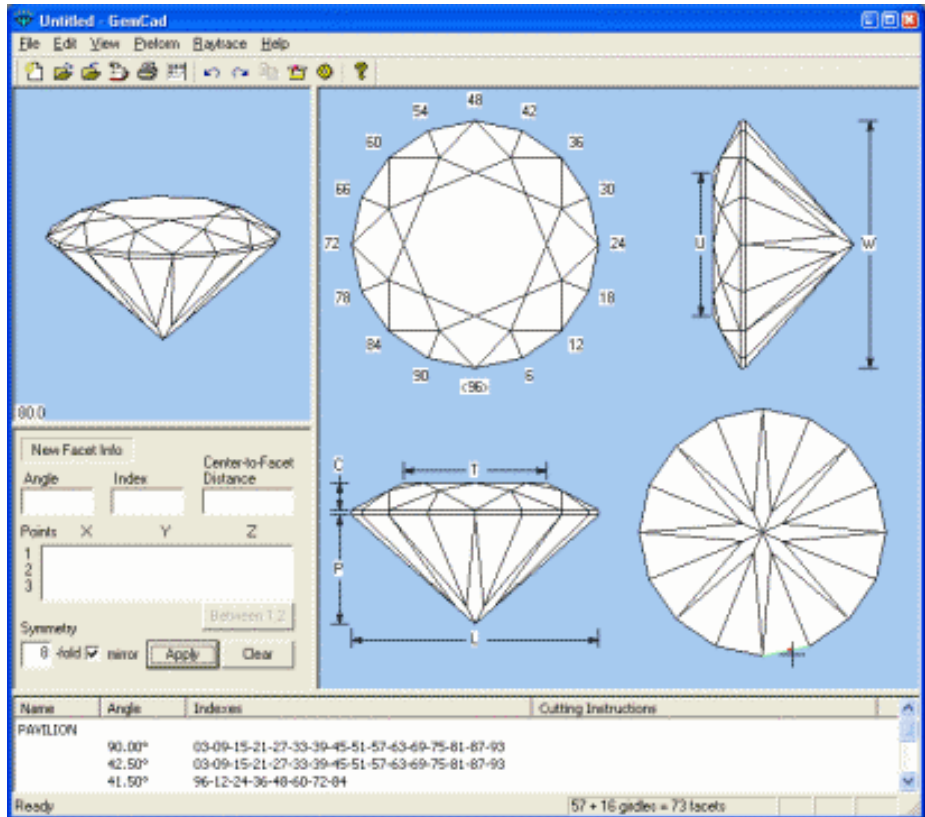 Untitled - GemCad
File Edit View Preform Raytrace Help
48
54 42
60 36
66 30
72 24
78 18
84 12
90 6
<96>
U
W
80.0
New Facet Info
Angle Index Center-to-Facet Distance
Points X Y Z
1
2
3
Between 1,2
Symmetry
8 -fold mirror Apply Clear
C
T
P
L
Name Angle Indexes Cutting Instructions
PAVILION
90.00° 03-09-15-21-27-33-39-45-51-57-63-69-75-81-87-93
42.50° 03-09-15-21-27-33-39-45-51-57-63-69-75-81-87-93
41.50° 96-12-24-36-48-60-72-84
Ready 57 + 16 girdles = 73 facets